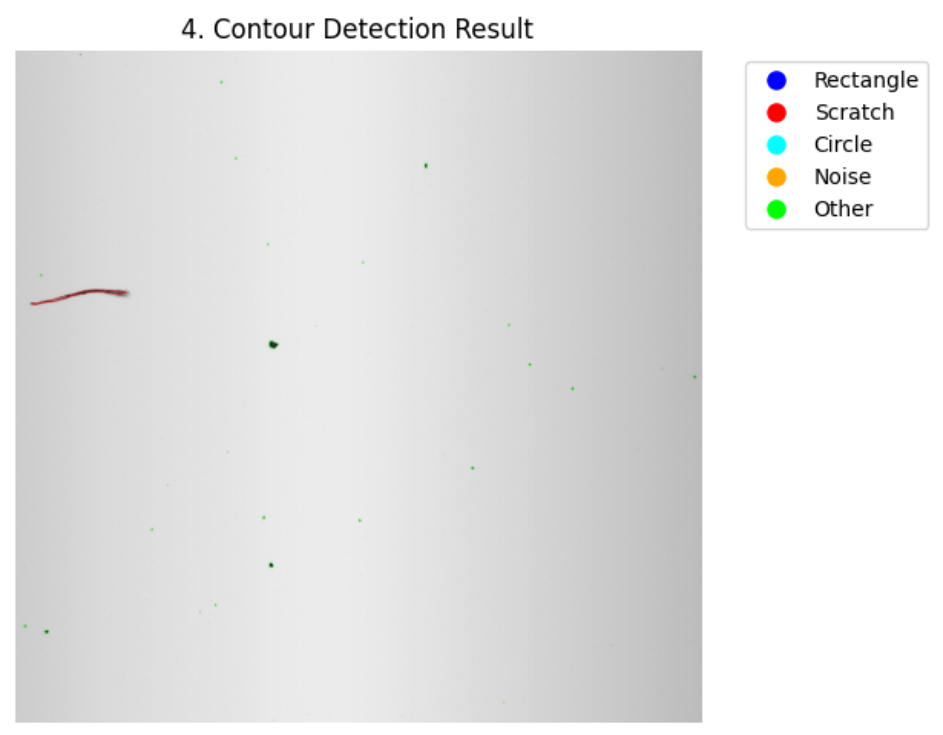 4. Contour Detection Result
Rectangle
Scratch
Circle
Noise
Other